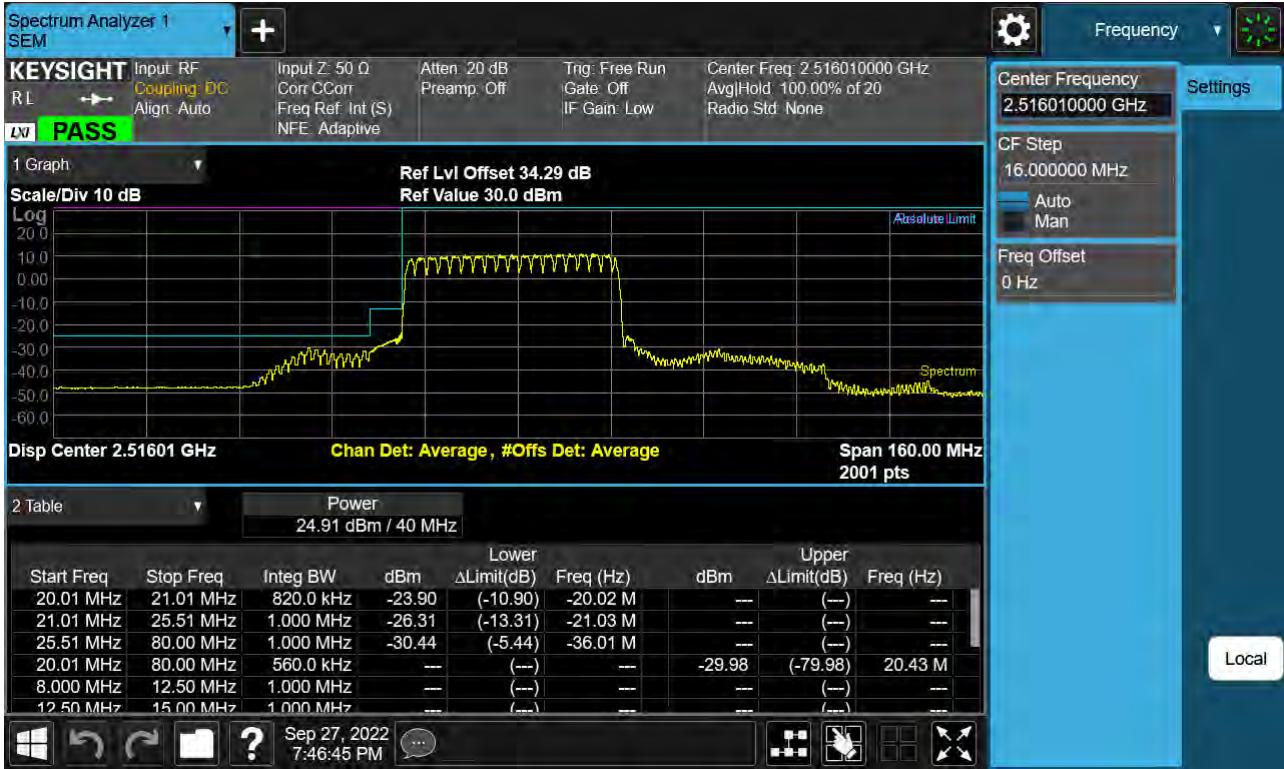 Spectrum Analyzer 1
SEM
Frequency
KEYSIGHT
R L
LXI
PASS
Input: RF
Coupling: DC
Align: Auto
Input Z: 50 Ω
Corr CCorr
Freq Ref: Int (S)
NFE: Adaptive
Atten: 20 dB
Preamp: Off
Trig: Free Run
Gate: Off
IF Gain: Low
Center Freq: 2.516010000 GHz
Avg|Hold: 100.00% of 20
Radio Std: None
Center Frequency
2.516010000 GHz
Settings
CF Step
16.000000 MHz
Auto
Man
Freq Offset
0 Hz
1 Graph
Scale/Div 10 dB
Ref Lvl Offset 34.29 dB
Ref Value 30.0 dBm
Log
Absolute Limit
20.0
10.0
0.00
-10.0
-20.0
-30.0
-40.0
-50.0
-60.0
Spectrum
Disp Center 2.51601 GHz
Chan Det: Average , #Offs Det: Average
Span 160.00 MHz
2001 pts
2 Table
Power
24.91 dBm / 40 MHz
Lower Upper
Start Freq Stop Freq Integ BW dBm ΔLimit(dB) Freq (Hz) dBm ΔLimit(dB) Freq (Hz)
20.01 MHz 21.01 MHz 820.0 kHz -23.90 (-10.90) -20.02 M --- (---) ---
21.01 MHz 25.51 MHz 1.000 MHz -26.31 (-13.31) -21.03 M --- (---) ---
25.51 MHz 80.00 MHz 1.000 MHz -30.44 (-5.44) -36.01 M --- (---) ---
20.01 MHz 80.00 MHz 560.0 kHz --- (---) --- -29.98 (-79.98) 20.43 M
8.000 MHz 12.50 MHz 1.000 MHz --- (---) --- --- (---) ---
12.50 MHz 15.00 MHz 1.000 MHz --- (---) --- --- (---) ---
Local
?
Sep 27, 2022
7:46:45 PM